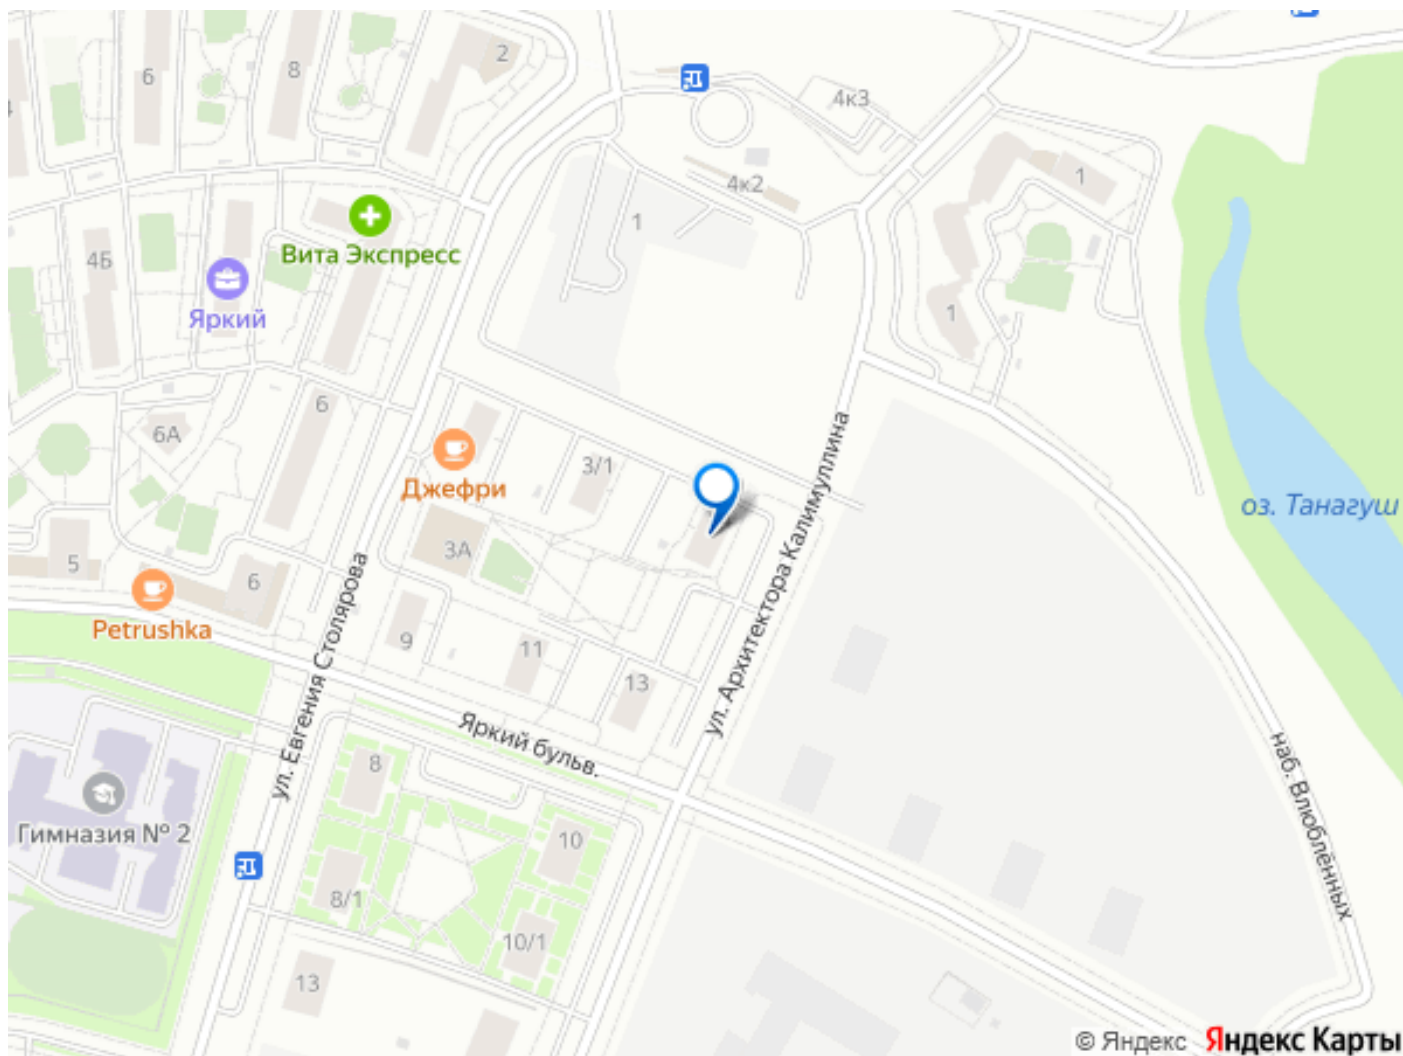 2
6
8
4к3
4к2
1
1
4
Вита Экспресс
4Б
1
Яркий
6
6А
3/1
Джефри
оз. Танагуш
ул. Архитектора Калимуллина
3А
5
6
Petrushka
9
11
13
ул. Евгения Столярова
Яркий бульв.
8
наб. Влюблённых
Гимназия № 2
10
8/1
10/1
13
© Яндекс Яндекс Карты